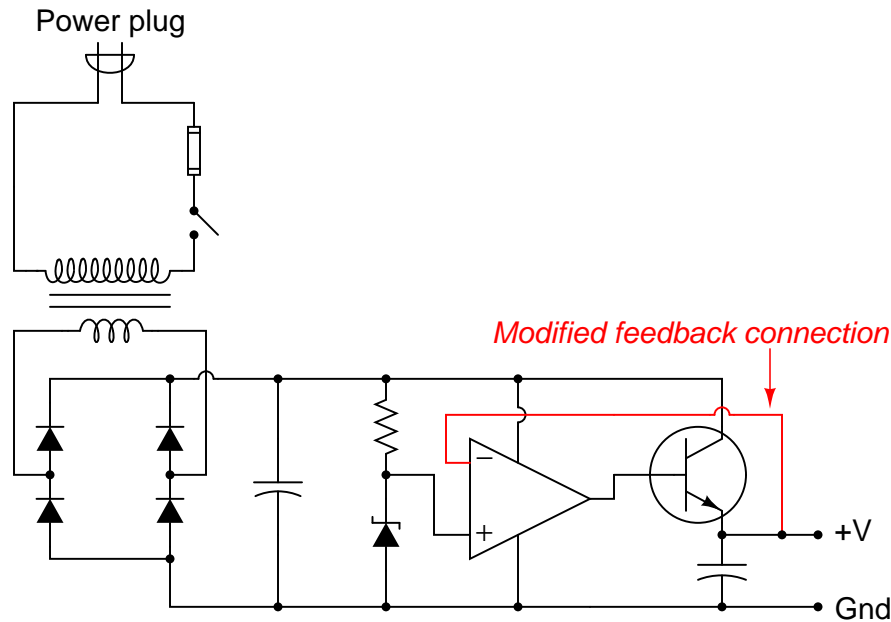 Power plug
Modified feedback connection
−
+
+V
Gnd